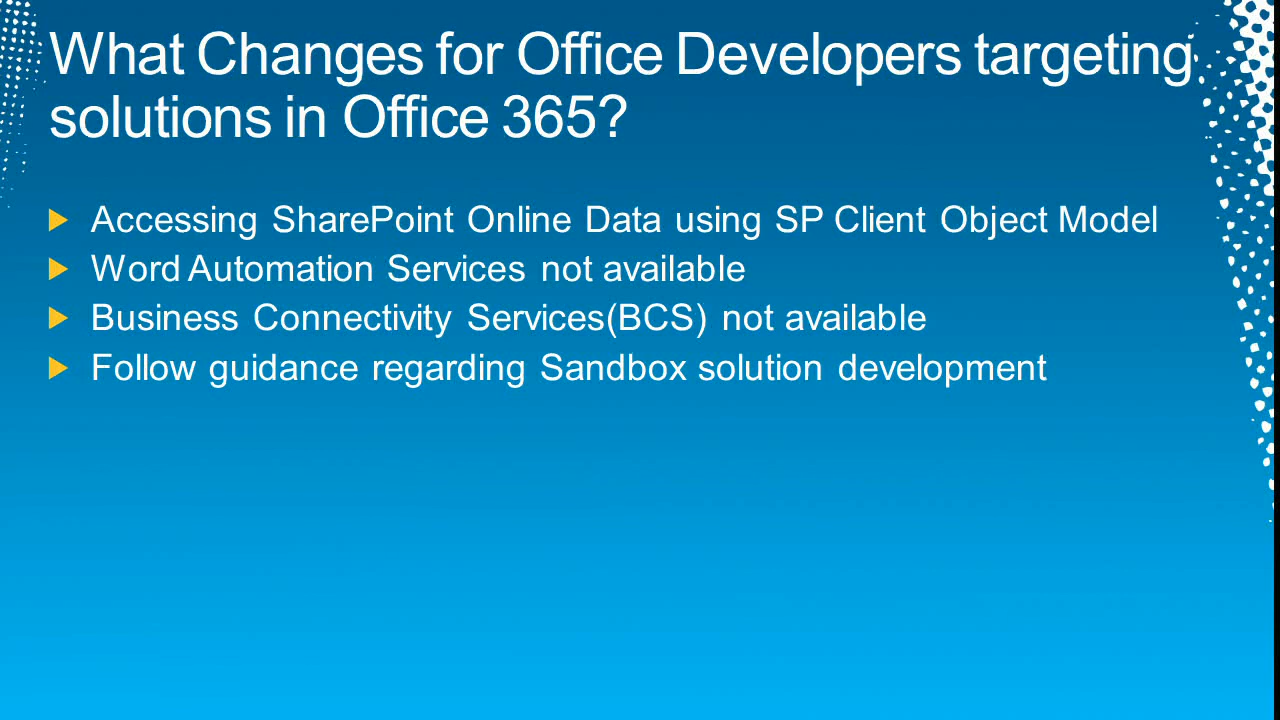 What Changes for Office Developers targeting
solutions in Office 365?
Accessing SharePoint Online Data using SP Client Object Model
Word Automation Services not available
Business Connectivity Services(BCS) not available
Follow guidance regarding Sandbox solution development